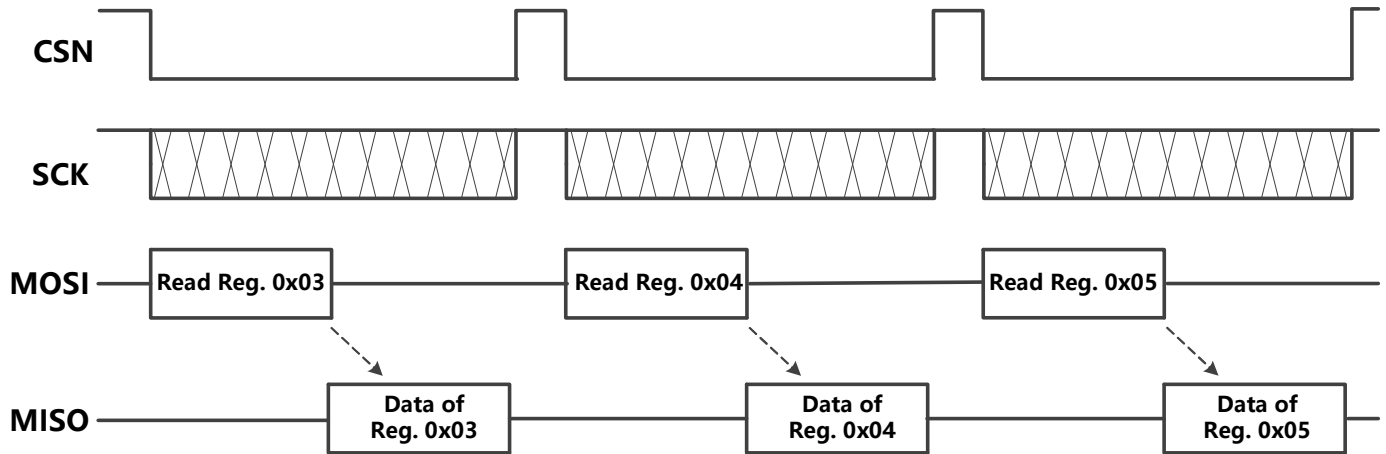 CSN
SCK
MOSI
Read Reg. 0x03
Read Reg. 0x04
Read Reg. 0x05
MISO
Data of
Reg. 0x03
Data of
Reg. 0x04
Data of
Reg. 0x05